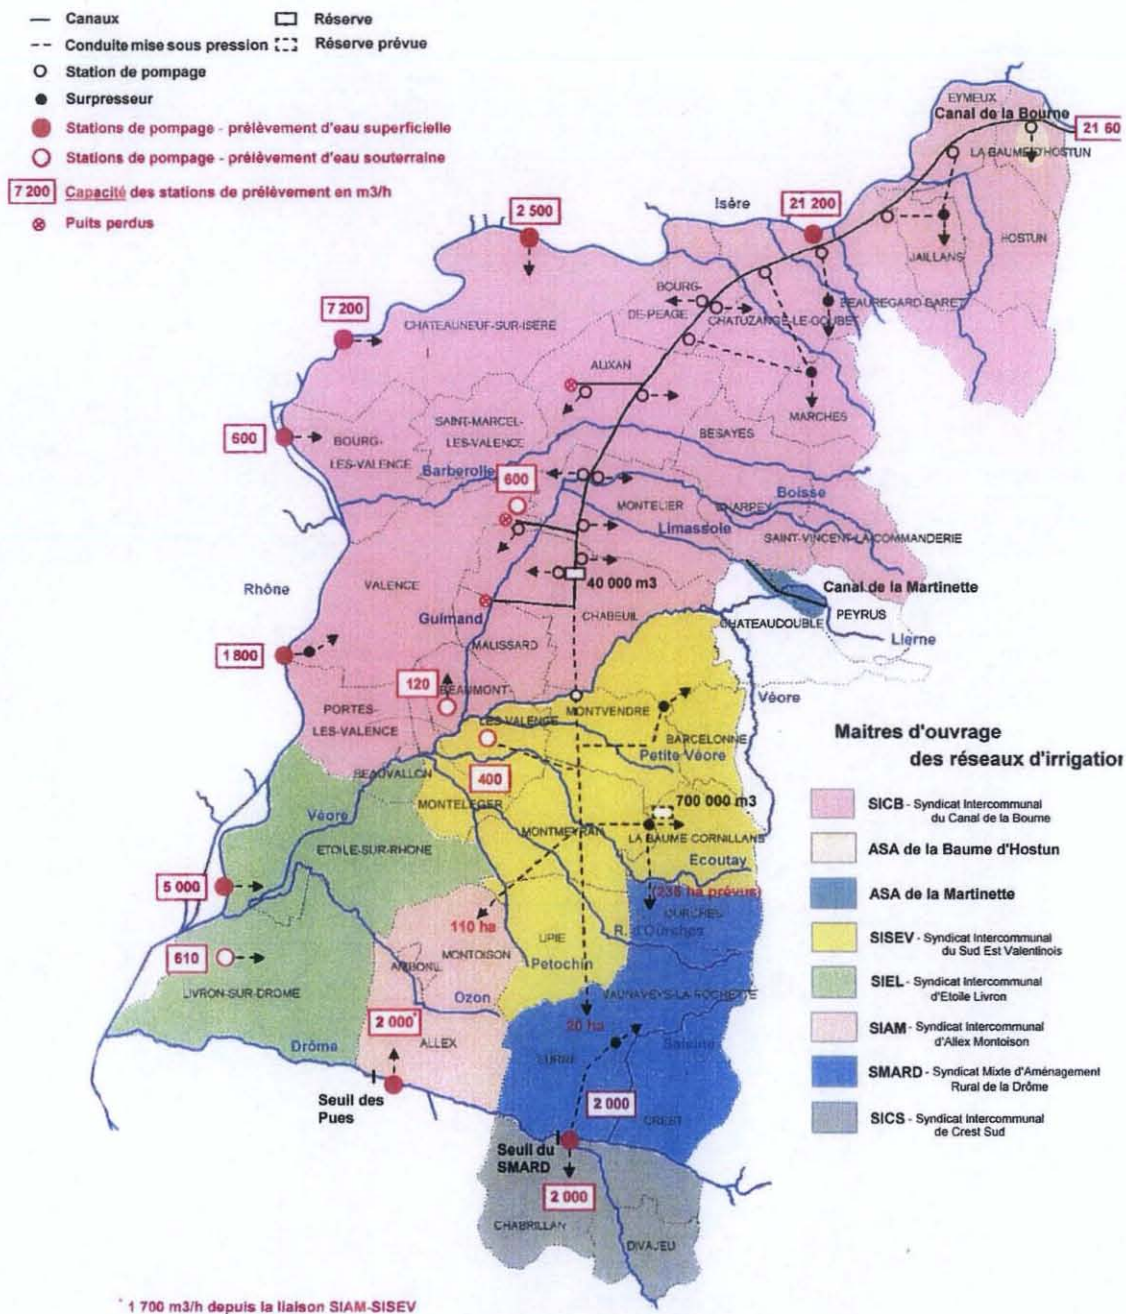 Canaux
Réserve
Conduite mise sous pression
Réserve prévue
Station de pompage
Surpresseur
Stations de pompage - prélèvement d'eau superficielle
Stations de pompage - prélèvement d'eau souterraine
7 200 Capacité des stations de prélèvement en m3/h
Puits perdus
EYMEUX
Canal de la Bourne
21 60
LA-BAUME D'HOSTUN
2 500
Isère
21 200
HOSTUN
JAILLANS
BOURG-
DE-PEAGE
BEAUREGARD-BARET
7 200
CHATEAUNEUF-SUR-ISERE
CHATUZANGE-LE-GOUBET
ALIXAN
MARCHES
600
BOURG-
LES-VALENCE
SAINT-MARCEL-
LES-VALENCE
BESAYES
Barberolle
600
Boisse
MONTELIER
CHARPEY
Limassole
SAINT-VINCENT-LA-COMMANDERIE
Rhône
VALENCE
40 000 m3
Canal de la Martinette
CHABEUIL
PEYRUS
Guimand
CHATEAUDOUBLE
MALISSARD
Lierne
1 800
120
BEAUMONT-
LES-VALENCE
Véore
PORTES-
LES-VALENCE
MONTVENDRE
BARCELONNE
Petite Véore
BEAUVALLON
400
MONTELEGER
700 000 m3
Véore
MONTMEYRAN
LA BAUME CORNILLANS
ETOILE-SUR-RHONE
Ecoutay
5 000
(238 ha prévus)
OURCHES
110 ha
R. d'Ourches
UPIE
610
MONTOISON
AMBONIL
Petochin
LIVRON-SUR-DROME
Ozon
VAUNAVEYS-LA-ROCHETTE
2 000*
20 ha
Drôme
ALLEX
EURRE
Saleine
Seuil des
Pues
2 000
CREST
Seuil du
SMARD
2 000
CHABRILLAN
DIVAJEU
Maitres d'ouvrage
des réseaux d'irrigation
SICB - Syndicat Intercommunal
du Canal de la Bourne
ASA de la Baume d'Hostun
ASA de la Martinette
SISEV - Syndicat Intercommunal
du Sud Est Valentinois
SIEL - Syndicat Intercommunal
d'Etoile Livron
SIAM - Syndicat Intercommunal
d'Allex Montoison
SMARD - Syndicat Mixte d'Aménagement
Rural de la Drôme
SICS - Syndicat Intercommunal
de Crest Sud
* 1 700 m3/h depuis la liaison SIAM-SISEV